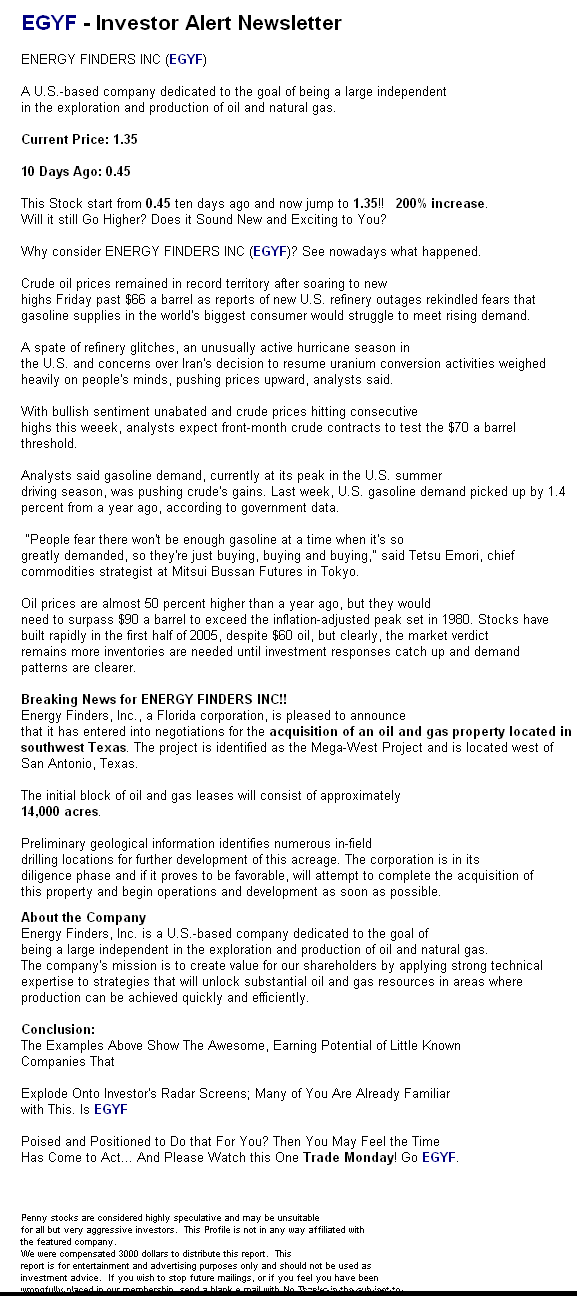 EGYF - Investor Alert Newsletter
ENERGY FINDERS INC (EGYF)
A U.S.-based company dedicated to the goal of being a large independent
in the exploration and production of oil and natural gas.
Current Price: 1.35
10 Days Ago: 0.45
This Stock start from 0.45 ten days ago and now jump to 1.35!! 200% increase.
Will it still Go Higher? Does it Sound New and Exciting to You?
Why consider ENERGY FINDERS INC (EGYF)? See nowadays what happened.
Crude oil prices remained in record territory after soaring to new
highs Friday past $66 a barrel as reports of new U.S. refinery outages rekindled fears that
gasoline supplies in the world's biggest consumer would struggle to meet rising demand.
A spate of refinery glitches, an unusually active hurricane season in
the U.S. and concerns over Iran's decision to resume uranium conversion activities weighed
heavily on people's minds, pushing prices upward, analysts said.
With bullish sentiment unabated and crude prices hitting consecutive
highs this weeek, analysts expect front-month crude contracts to test the $70 a barrel
threshold.
Analysts said gasoline demand, currently at its peak in the U.S. summer
driving season, was pushing crude's gains. Last week, U.S. gasoline demand picked up by 1.4
percent from a year ago, according to government data.
"People fear there won't be enough gasoline at a time when it's so
greatly demanded, so they're just buying, buying and buying," said Tetsu Emori, chief
commodities strategist at Mitsui Bussan Futures in Tokyo.
Oil prices are almost 50 percent higher than a year ago, but they would
need to surpass $90 a barrel to exceed the inflation-adjusted peak set in 1980. Stocks have
built rapidly in the first half of 2005, despite $60 oil, but clearly, the market verdict
remains more inventories are needed until investment responses catch up and demand
patterns are clearer.
Breaking News for ENERGY FINDERS INC!!
Energy Finders, Inc., a Florida corporation, is pleased to announce
that it has entered into negotiations for the acquisition of an oil and gas property located in
southwest Texas. The project is identified as the Mega-West Project and is located west of
San Antonio, Texas.
The initial block of oil and gas leases will consist of approximately
14,000 acres.
Preliminary geological information identifies numerous in-field
drilling locations for further development of this acreage. The corporation is in its
diligence phase and if it proves to be favorable, will attempt to complete the acquisition of
this property and begin operations and development as soon as possible.
About the Company
Energy Finders, Inc. is a U.S.-based company dedicated to the goal of
being a large independent in the exploration and production of oil and natural gas.
The company's mission is to create value for our shareholders by applying strong technical
expertise to strategies that will unlock substantial oil and gas resources in areas where
production can be achieved quickly and efficiently.
Conclusion:
The Examples Above Show The Awesome, Earning Potential of Little Known
Companies That
Explode Onto Investor's Radar Screens; Many of You Are Already Familiar
with This. Is EGYF
Poised and Positioned to Do that For You? Then You May Feel the Time
Has Come to Act... And Please Watch this One Trade Monday! Go EGYF.
Penny stocks are considered highly speculative and may be unsuitable
for all but very aggressive investors. This Profile is not in any way affiliated with
the featured company.
We were compensated 3000 dollars to distribute this report. This
report is for entertainment and advertising purposes only and should not be used as
investment advice. If you wish to stop future mailings, or if you feel you have been
wrongfully placed in our membership, send a blank e mail with No Thanks in the subject to